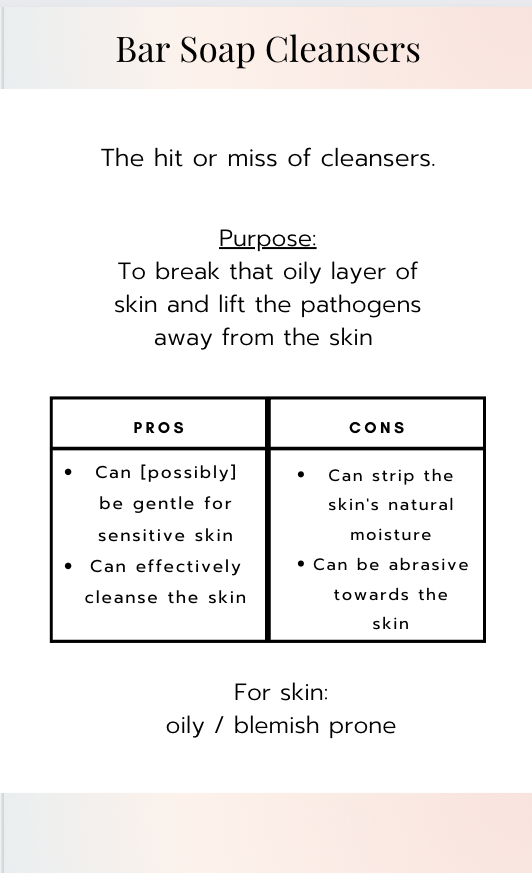 Bar Soap Cleansers
The hit or miss of cleansers.
Purpose:
To break that oily layer of
skin and lift the pathogens
away from the skin
PROS
• Can [possibly]
be gentle for
sensitive skin
• Can effectively
cleanse the skin
CONS
• Can strip the
skin's natural
moisture
• Can be abrasive
towards the
skin
For skin:
oily / blemish prone